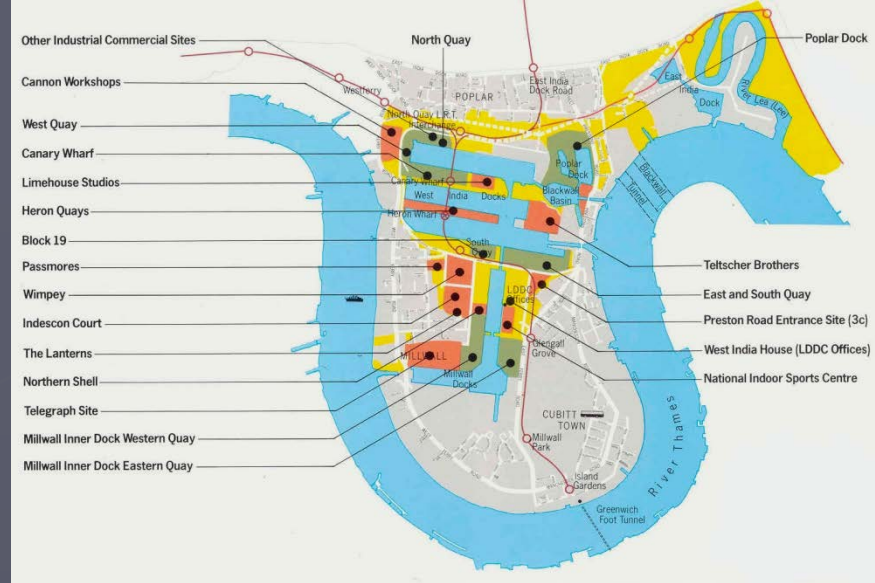 Other Industrial Commercial Sites
Cannon Workshops
West Quay
Canary Wharf
Limehouse Studios
Heron Quays
Block 19
Passmores
Wimpey
Indescon Court
The Lanterns
Northern Shell
Telegraph Site
Millwall Inner Dock Western Quay
Millwall Inner Dock Eastern Quay
North Quay
Poplar Dock
Teltscher Brothers
East and South Quay
Preston Road Entrance Site (3c)
West India House (LDDC Offices)
National Indoor Sports Centre
Westferry
POPLAR
East India
Dock Road
North Quay L.R.T.
Interchange
East
India
Dock
River Lea (Lee)
Poplar
Dock
Blackwall
Basin
Blackwall
Tunnel
Canary Wharf
West India Docks
Heron Wharf
South
Quay
LDDC
Offices
Glengall
Grove
MILLWALL
Millwall
Docks
CUBITT
TOWN
Millwall
Park
Island
Gardens
Greenwich
Foot Tunnel
River Thames